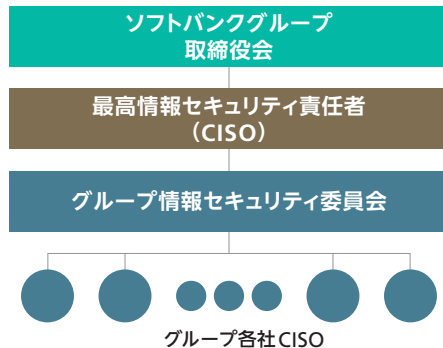 ソフトバンクグループ
取締役会
最高情報セキュリティ責任者
（CISO）
グループ情報セキュリティ委員会
グループ各社CISO